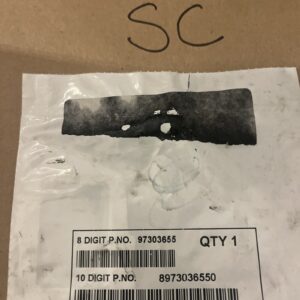 SC
8 DIGIT P.NO. 97303655 QTY 1
10 DIGIT P.NO. 8973036550